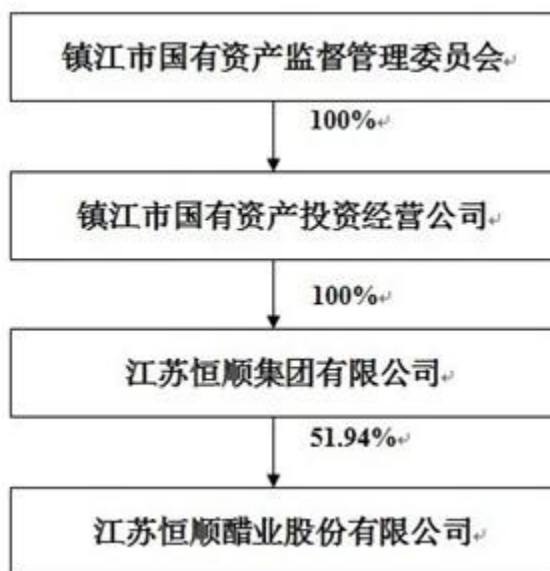 镇江市国有资产监督管理委员会
100%
镇江市国有资产投资经营公司
100%
江苏恒顺集团有限公司
51.94%
江苏恒顺醋业股份有限公司